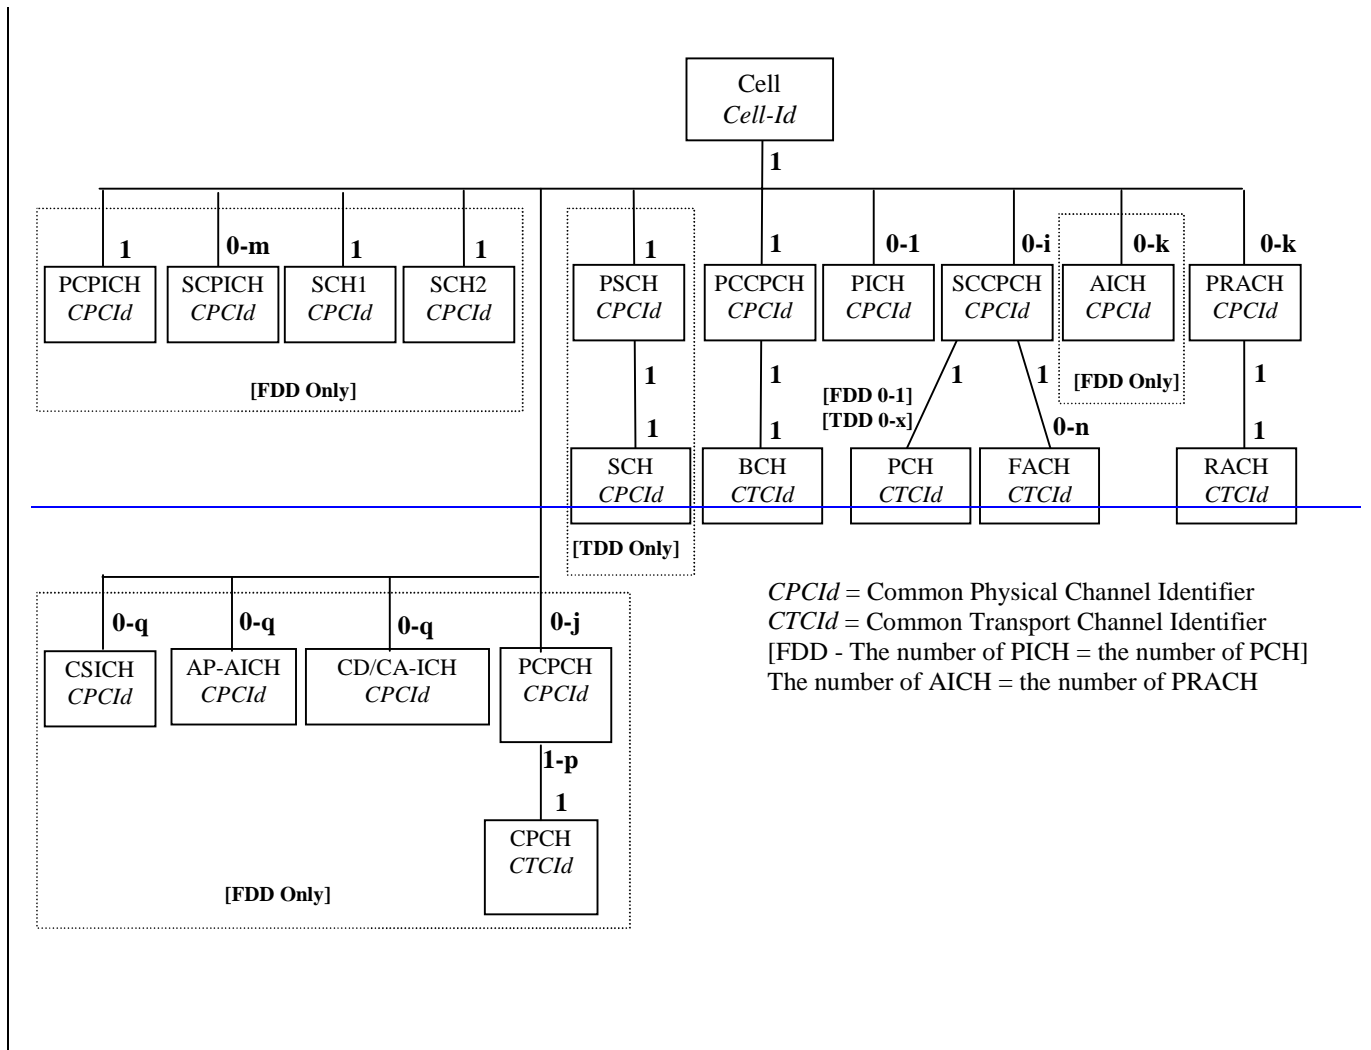 Cell
Cell-Id
1
1
0-m
1
1
1
1
0-1
0-i
0-k
0-k
PCPICH
CPCId
SCPICH
CPCId
SCH1
CPCId
SCH2
CPCId
PSCH
CPCId
PCCPCH
CPCId
PICH
CPCId
SCCPCH
CPCId
AICH
CPCId
PRACH
CPCId
[FDD Only]
1
1
[FDD 0-1]
[TDD 0-x]
1
1
[FDD Only]
1
1
1
0-n
1
SCH
CPCId
BCH
CTCId
PCH
CTCId
FACH
CTCId
RACH
CTCId
[TDD Only]
CPCId = Common Physical Channel Identifier
CTCId = Common Transport Channel Identifier
[FDD - The number of PICH = the number of PCH]
The number of AICH = the number of PRACH
0-q
0-q
0-q
0-j
CSICH
CPCId
AP-AICH
CPCId
CD/CA-ICH
CPCId
PCPCH
CPCId
1-p
1
CPCH
CTCId
[FDD Only]